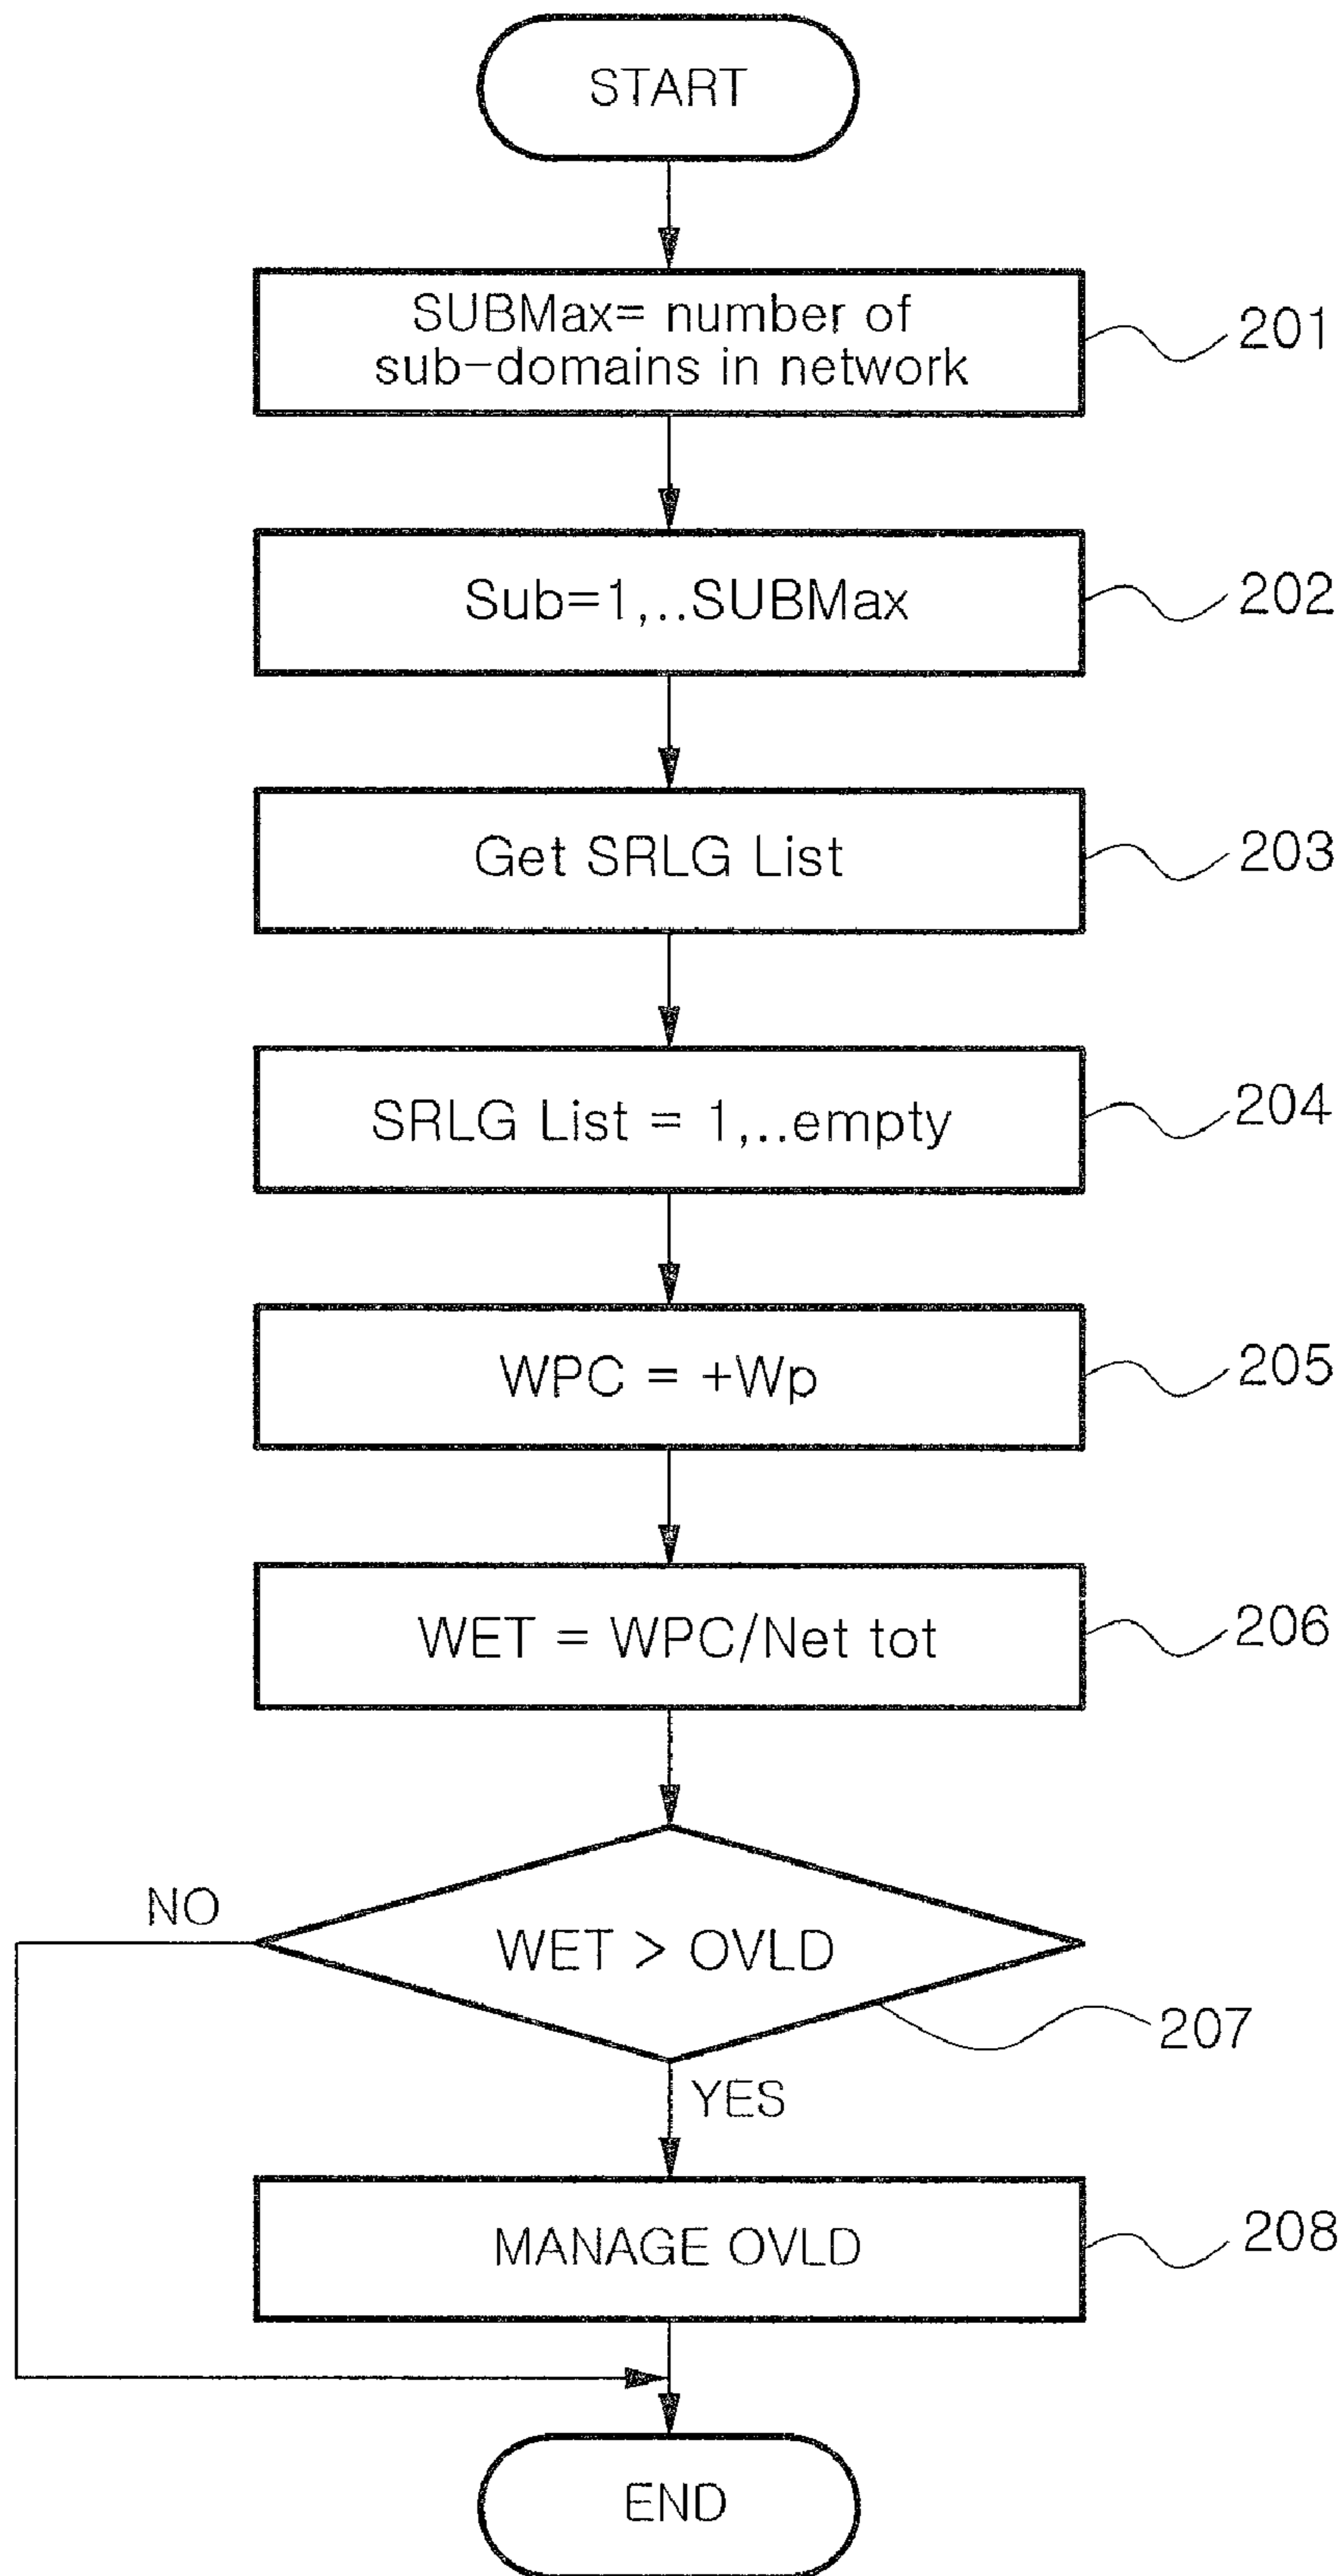 START
SUBMax= number of
sub-domains in network
201
Sub=1,..SUBMax
202
Get SRLG List
203
SRLG List = 1,..empty
204
WPC = +Wp
205
WET = WPC/Net tot
206
NO
WET > OVLD
207
YES
MANAGE OVLD
208
END